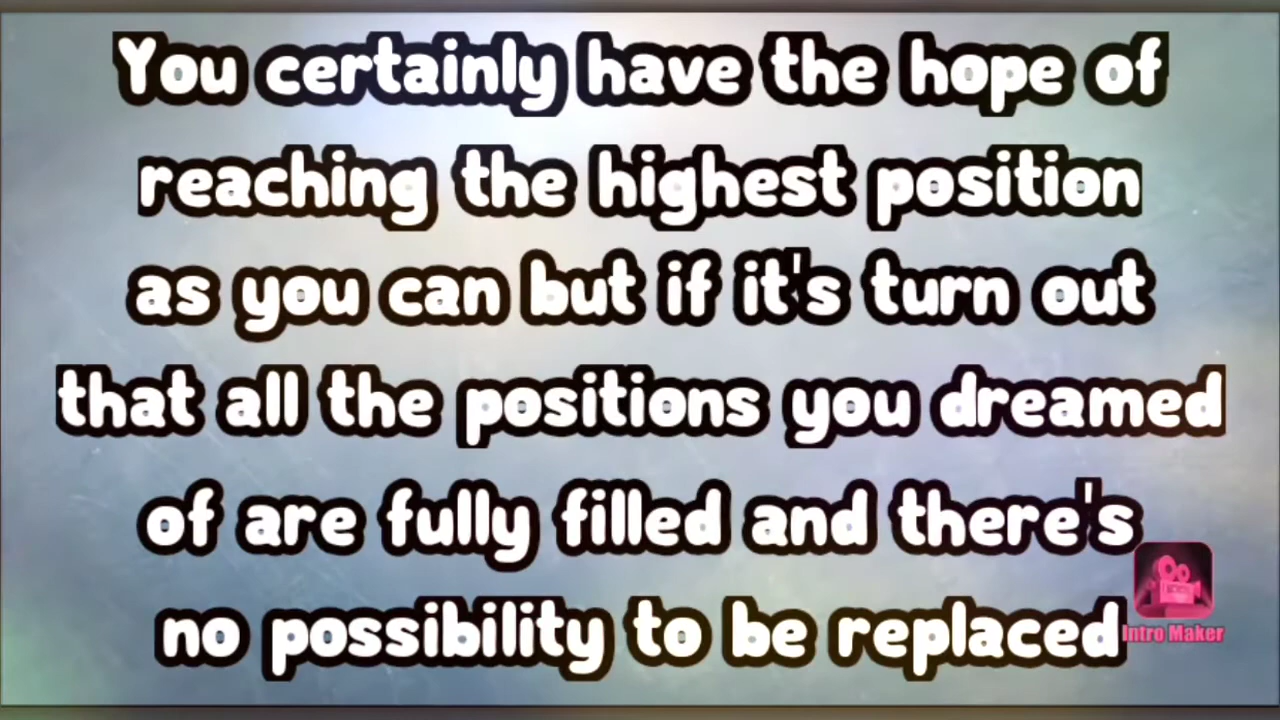 You certainly have the hope of
reaching the highest position
as you can but if it's turn out
that all the positions you dreamed
of are fully filled and there's
no possibility to be replaced
Intro Maker